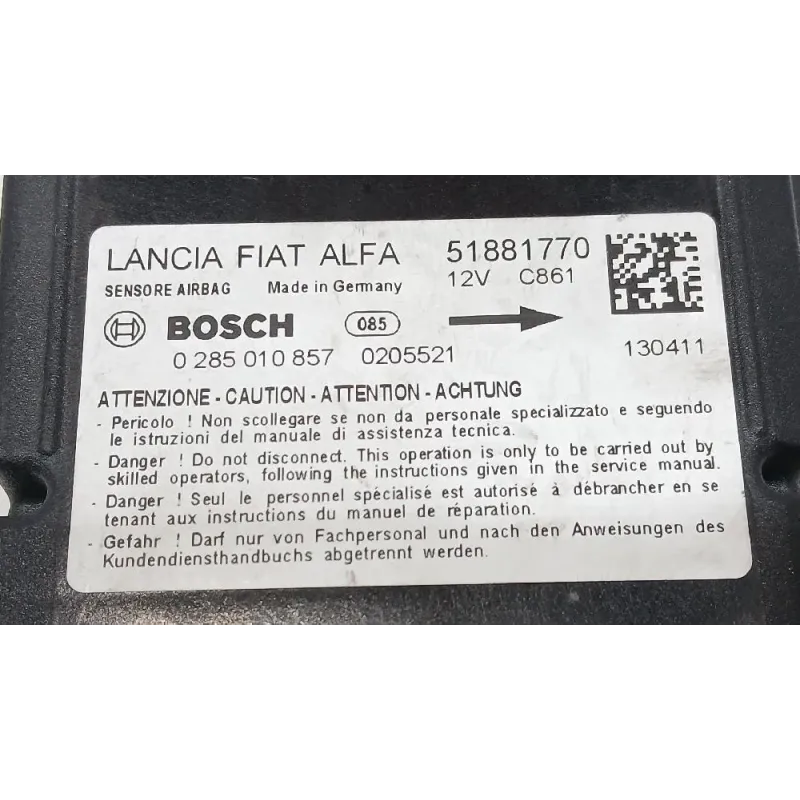 LANCIA FIAT ALFA 51881770
SENSORE AIRBAG Made in Germany 12V C861
BOSCH 085
0 285 010 857 0205521 130411
ATTENZIONE - CAUTION - ATTENTION - ACHTUNG
- Pericolo ! Non scollegare se non da personale specializzato e seguendo
le istruzioni del manuale di assistenza tecnica.
- Danger ! Do not disconnect. This operation is only to be carried out by
skilled operators, following the instructions given in the service manual.
- Danger ! Seul le personnel spécialisé est autorisé à débrancher en se
tenant aux instructions du manuel de réparation.
- Gefahr ! Darf nur von Fachpersonal und nach den Anweisungen des
Kundendiensthandbuchs abgetrennt werden.